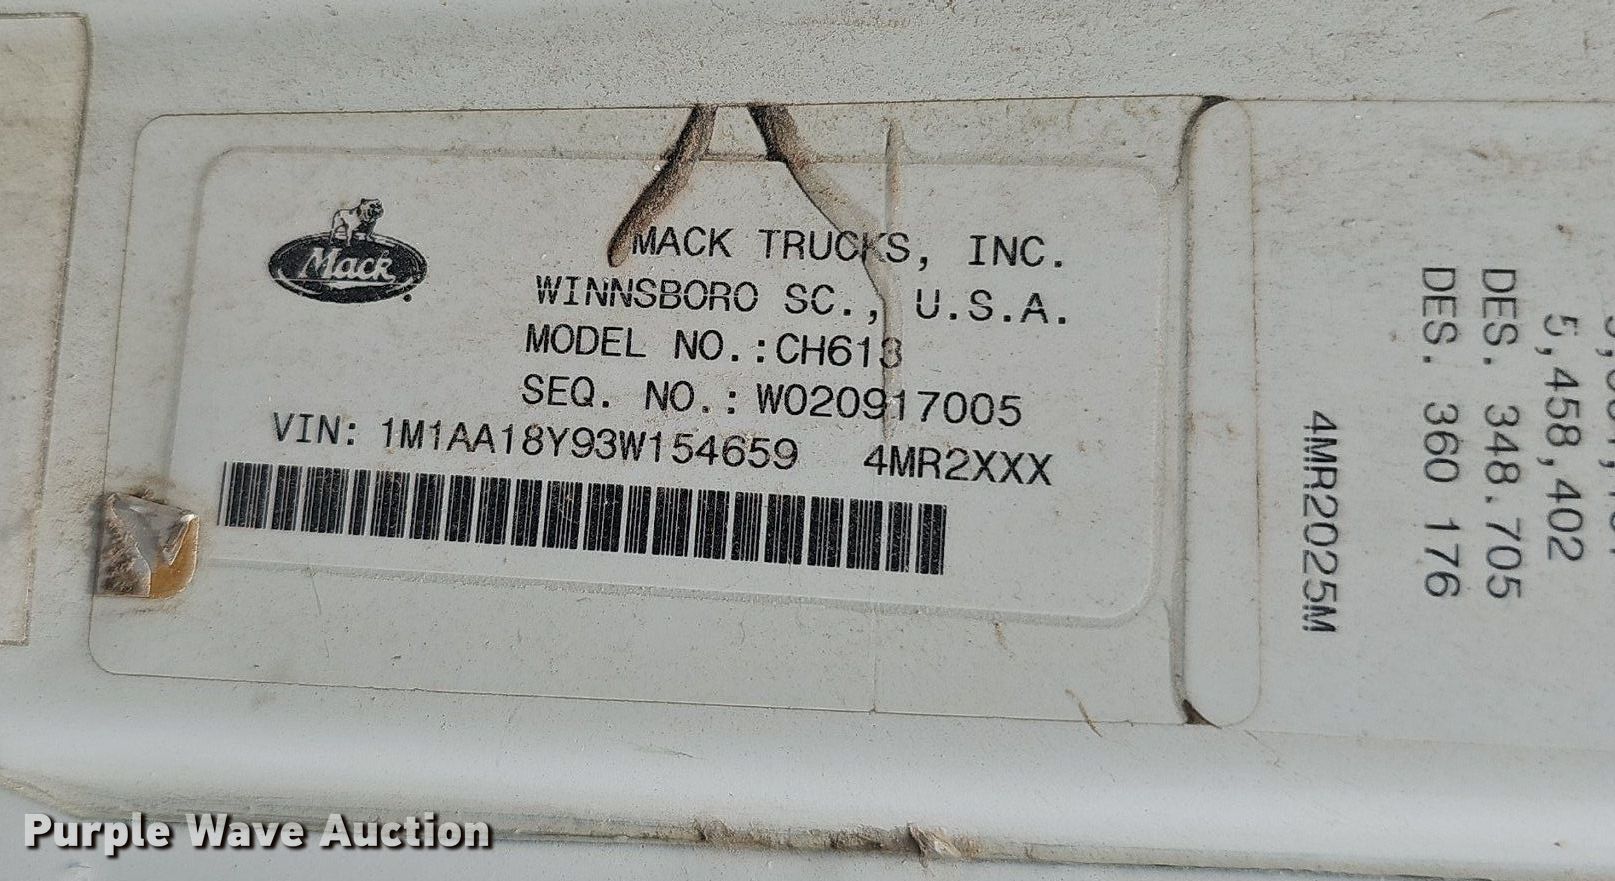 Mack
MACK TRUCKS, INC.
WINNSBORO SC., U.S.A.
MODEL NO.:CH613
SEQ. NO.: W020917005
VIN: 1M1AA18Y93W154659 4MR2XXX
4MR2025M
DES. 360 176
DES. 348.705
5,458,402
Purple Wave Auction